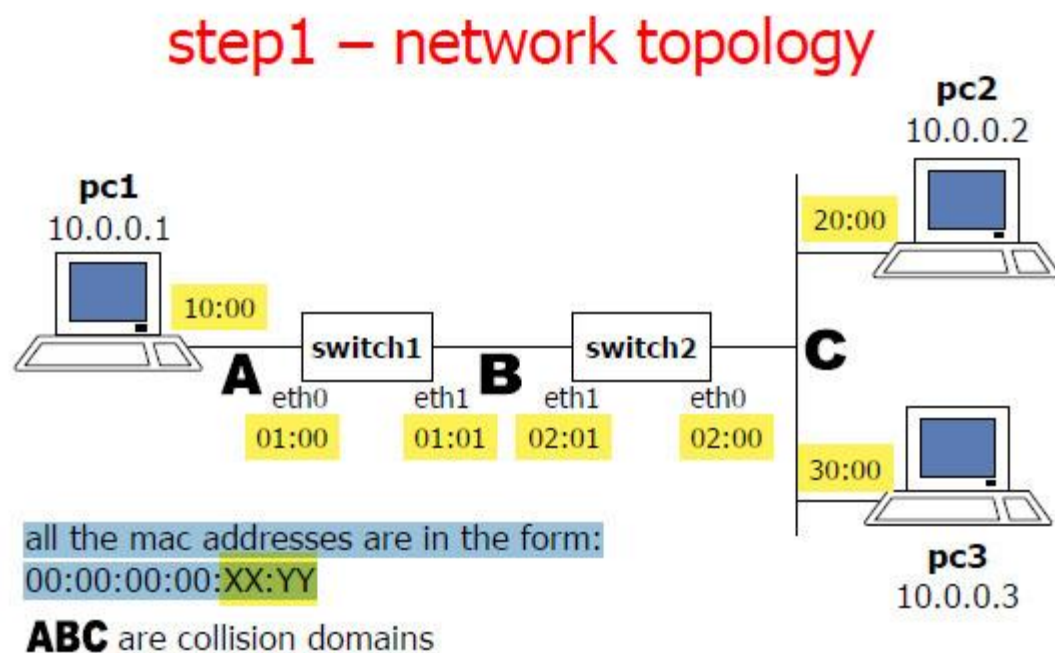 step1 – network topology
pc2
10.0.0.2
pc1
10.0.0.1
20:00
10:00
switch1
switch2
A
B
C
eth0
eth1
eth1
eth0
01:00
01:01
02:01
02:00
30:00
all the mac addresses are in the form:
00:00:00:00:XX:YY
pc3
10.0.0.3
ABC are collision domains